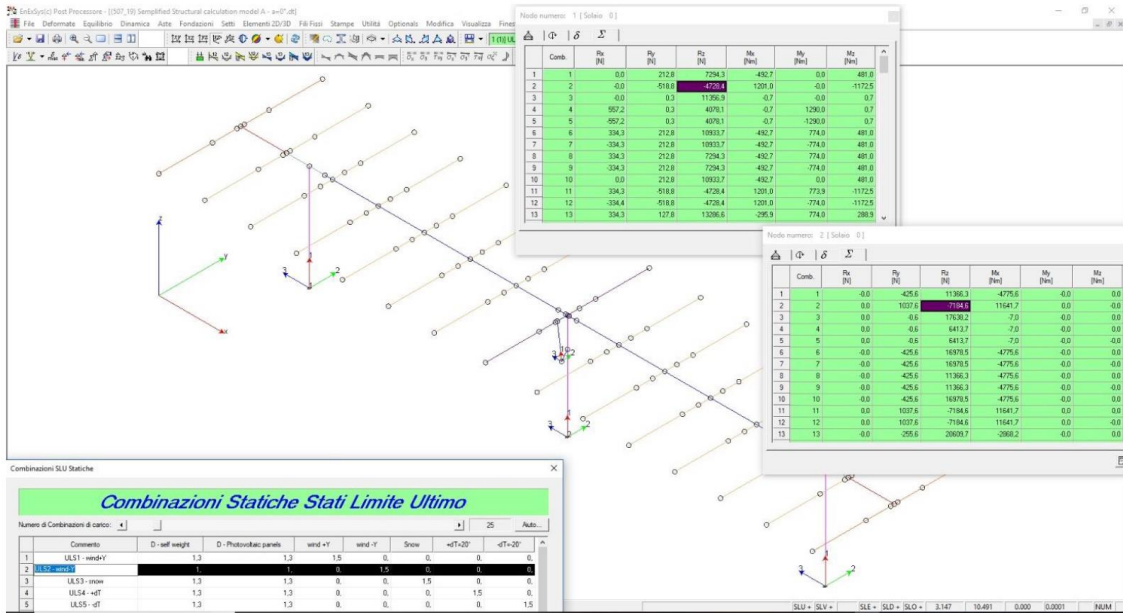 EnExSys(c) Post Processore - [(507_19) Semplified Structural calculation model A - a=0°.dt]
File Deformate Equilibrio Dinamica Aste Fondazioni Setti Elementi 2D/3D Fili Fissi Stampe Utilità Optionals Modifica Visualizza Fines
1 (1) UL
Nodo numero: 1 [ Solaio 0 ]
δ Σ
Comb. Rx [N] Ry [N] Rz [N] Mx [Nm] My [Nm] Mz [Nm]
1 1 0,0 212,8 7294,3 -492,7 0,0 481,0
2 2 -0,0 -518,8 -4728,4 1201,0 0,0 -1172,5
3 3 -0,0 0,3 11356,9 -0,7 -0,0 0,7
4 4 557,2 0,3 4078,1 -0,7 1290,0 0,7
5 5 -557,2 0,3 4078,1 -0,7 -1290,0 0,7
6 6 334,3 212,8 10933,7 -492,7 774,0 481,0
7 7 -334,3 212,8 10933,7 -492,7 -774,0 481,0
8 8 334,3 212,8 7294,3 -492,7 774,0 481,0
9 9 -334,3 212,8 7294,3 -492,7 -774,0 481,0
10 10 0,0 212,8 10933,7 -492,7 0,0 481,0
11 11 334,3 -518,8 -4728,4 1201,0 773,9 -1172,5
12 12 -334,4 -518,8 -4728,4 1201,0 -774,0 -1172,5
13 13 334,3 127,8 13286,6 -295,9 774,0 288,9
Nodo numero: 2 [ Solaio 0 ]
δ Σ
Comb. Rx [N] Ry [N] Rz [N] Mx [Nm] My [Nm] Mz [Nm]
1 1 -0,0 -425,6 11366,3 -4775,6 -0,0 0,0
2 2 0,0 1037,6 -7184,6 11641,7 0,0 0,0
3 3 0,0 -0,6 17638,2 -7,0 -0,0 0,0
4 4 0,0 -0,6 6413,7 -7,0 -0,0 0,0
5 5 0,0 -0,6 6413,7 -7,0 0,0 -0,0
6 6 -0,0 -425,6 16978,5 -4775,6 -0,0 -0,0
7 7 -0,0 -425,6 16978,5 -4775,6 -0,0 -0,0
8 8 -0,0 -425,6 11366,3 -4775,6 -0,0 -0,0
9 9 -0,0 -425,6 11366,3 -4775,6 -0,0 -0,0
10 10 -0,0 -425,6 16978,5 -4775,6 -0,0 -0,0
11 11 0,0 1037,6 -7184,6 11641,7 0,0 -0,0
12 12 0,0 1037,6 -7184,6 11641,7 -0,0 -0,0
13 13 -0,0 -255,6 20609,7 -2868,2 -0,0 0,0
z
y
x
3 1 2
3 1 2
3 1 2
3 1 2
Combinazioni SLU Statiche
Combinazioni Statiche Stati Limite Ultimo
Numero di Combinazioni di carico: 25 Auto...
Commento D - self weight D - Photovoltaic panels wind +Y wind -Y Snow +dT=20° -dT=-20°
1 ULS1 - wind+Y 1,3 1,3 1,5 0, 0, 0, 0,
2 ULS2 - wind-Y 1, 1, 0, 1,5 0, 0, 0,
3 ULS3 - snow 1,3 1,3 0, 0, 1,5 0, 0,
4 ULS4 - +dT 1,3 1,3 0, 0, 0, 1,5 0,
5 ULS5 - -dT 1,3 1,3 0, 0, 0, 0, 1,5
SLU + SLV + SLE + SLD + SLO + 3.147 10.491 0.000 0.0001 NUM